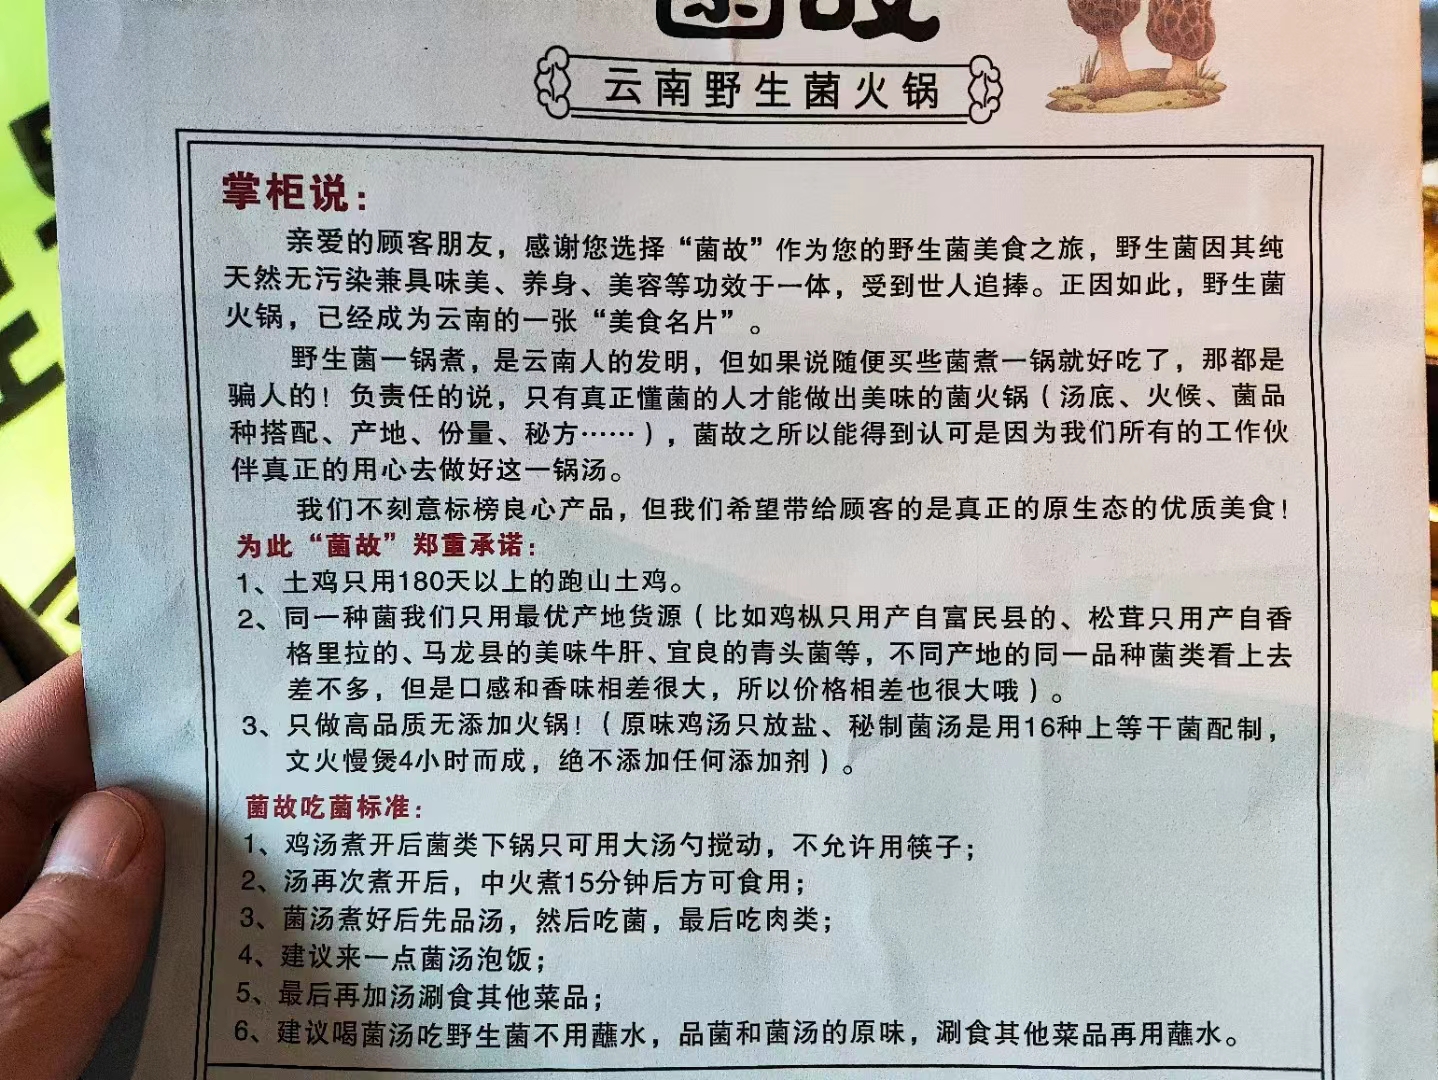 菌故
云南野生菌火锅
掌柜说：
亲爱的顾客朋友，感谢您选择“菌故”作为您的野生菌美食之旅，野生菌因其纯
天然无污染兼具味美、养身、美容等功效于一体，受到世人追捧。正因如此，野生菌
火锅，已经成为云南的一张“美食名片”。
野生菌一锅煮，是云南人的发明，但如果说随便买些菌煮一锅就好吃了，那都是
骗人的！负责任的说，只有真正懂菌的人才能做出美味的菌火锅（汤底、火候、菌品
种搭配、产地、份量、秘方……），菌故之所以能得到认可是因为我们所有的工作伙
伴真正的用心去做好这一锅汤。
我们不刻意标榜良心产品，但我们希望带给顾客的是真正的原生态的优质美食！
为此“菌故”郑重承诺：
1、土鸡只用180天以上的跑山土鸡。
2、同一种菌我们只用最优产地货源（比如鸡枞只用产自富民县的、松茸只用产自香
格里拉的、马龙县的美味牛肝、宜良的青头菌等，不同产地的同一品种菌类看上去
差不多，但是口感和香味相差很大，所以价格相差也很大哦）。
3、只做高品质无添加火锅！（原味鸡汤只放盐、秘制菌汤是用16种上等干菌配制，
文火慢煲4小时而成，绝不添加任何添加剂）。
菌故吃菌标准：
1、鸡汤煮开后菌类下锅只可用大汤勺搅动，不允许用筷子；
2、汤再次煮开后，中火煮15分钟后方可食用；
3、菌汤煮好后先品汤，然后吃菌，最后吃肉类；
4、建议来一点菌汤泡饭；
5、最后再加汤涮食其他菜品；
6、建议喝菌汤吃野生菌不用蘸水，品菌和菌汤的原味，涮食其他菜品再用蘸水。